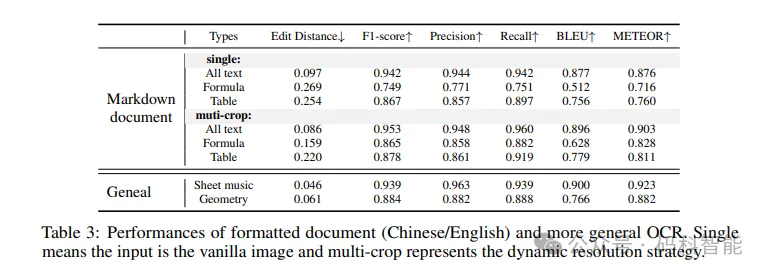 Types Edit Distance↓ F1-score↑ Precision↑ Recall↑ BLEU↑ METEOR↑
single:
All text 0.097 0.942 0.944 0.942 0.877 0.876
Markdown document Formula 0.269 0.749 0.771 0.751 0.512 0.716
Table 0.254 0.867 0.857 0.897 0.756 0.760
muti-crop:
All text 0.086 0.953 0.948 0.960 0.896 0.903
Formula 0.159 0.865 0.858 0.882 0.628 0.828
Table 0.220 0.878 0.861 0.919 0.779 0.811
Geneal Sheet music 0.046 0.939 0.963 0.939 0.900 0.923
Geometry 0.061 0.884 0.882 0.888 0.766 0.882
Table 3: Performances of formatted document (Chinese/English) and more general OCR. Single
means the input is the vanilla image and multi-crop represents the dynamic resolution strategy.
公众号 · 码科智能